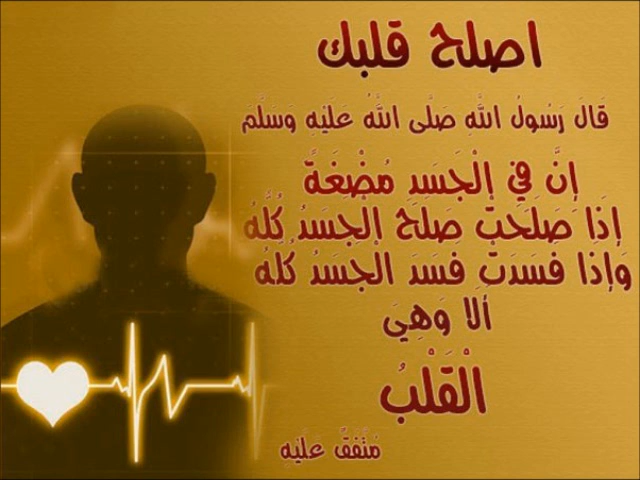 اصلح قلبك
قَالَ رَسُولُ اللَّهِ صَلَّى اللَّهُ عَلَيْهِ وَسَلَّمَ
إِنَّ فِي الْجَسَدِ مُضْغَةً
إِذَا صَلَحَتْ صَلَحَ الْجَسَدُ كُلُّهُ
وَإِذَا فَسَدَتْ فَسَدَ الْجَسَدُ كُلُّهُ
أَلَا وَهِيَ
الْقَلْبُ
مُتَّفَقٌ عَلَيْهِ